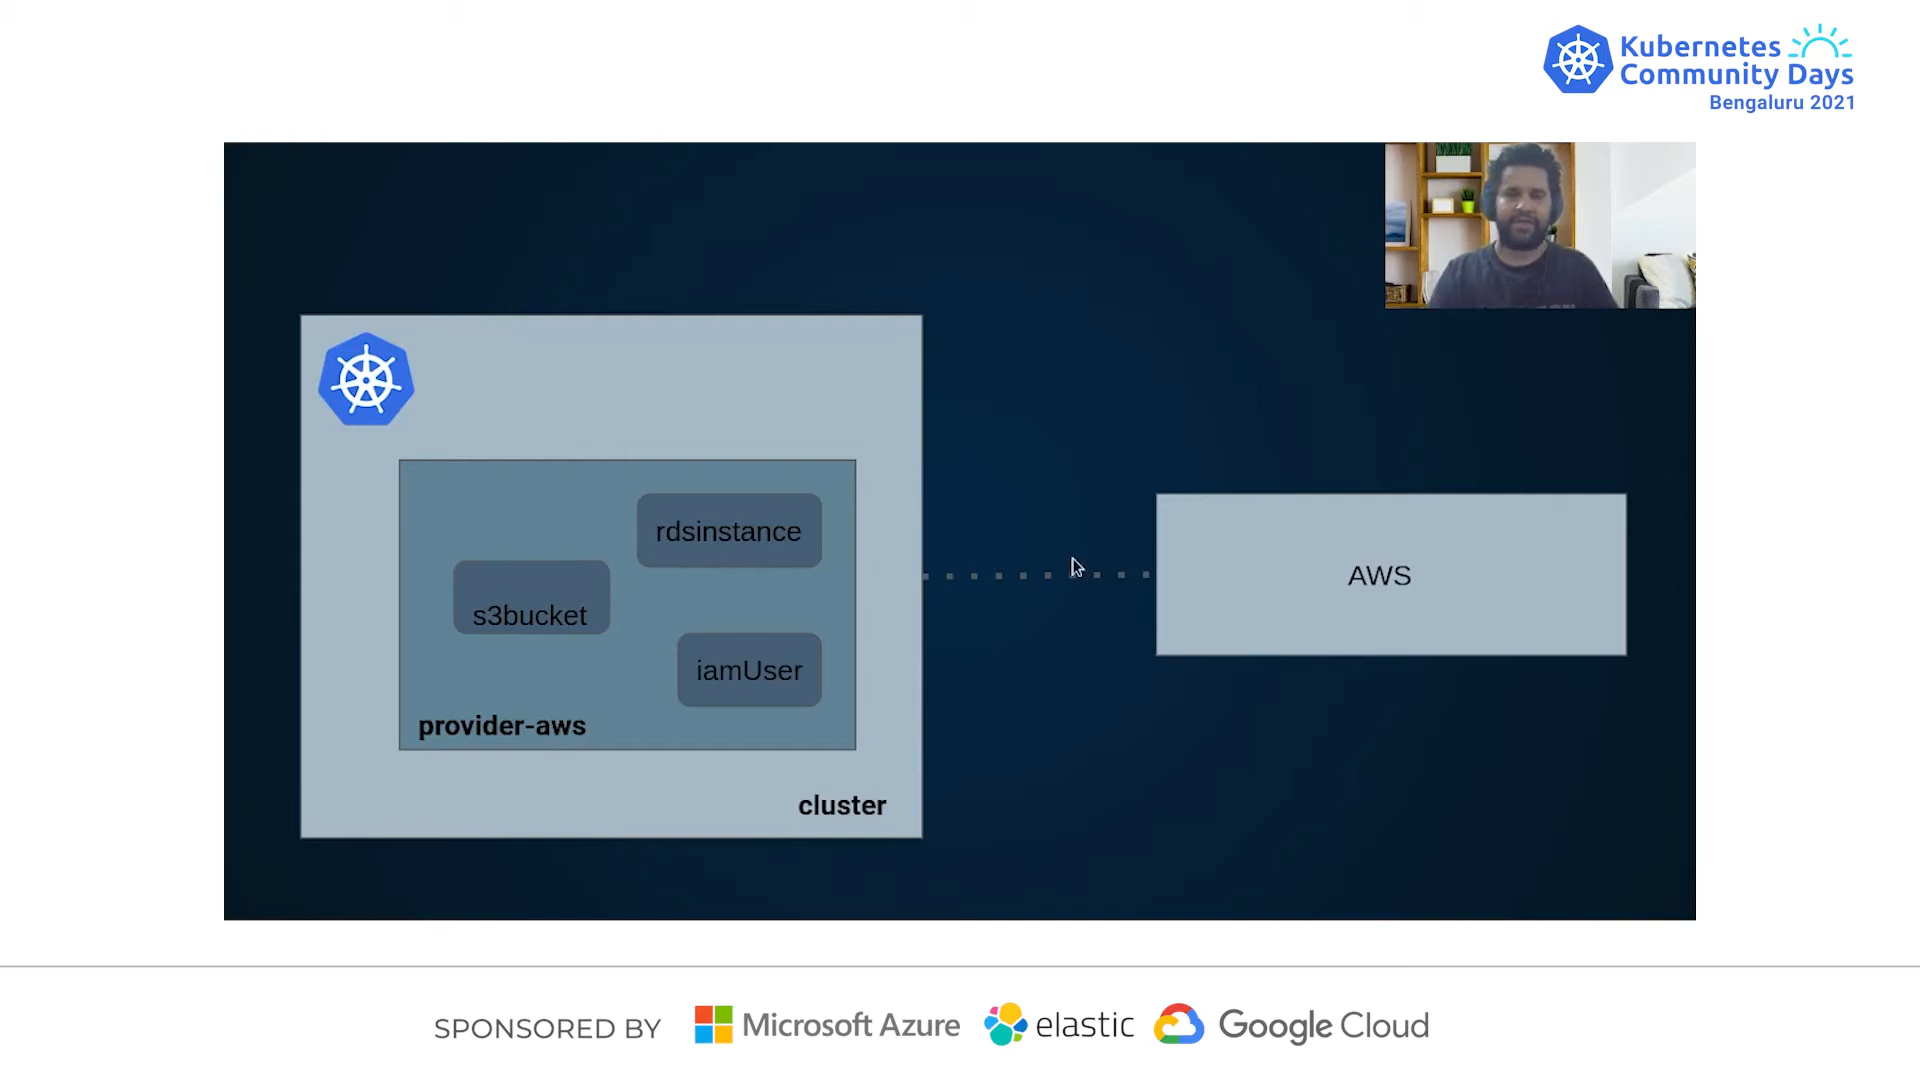 Kubernetes
Community Days
Bengaluru 2021
rdsinstance
s3bucket
AWS
iamUser
provider-aws
cluster
SPONSORED BY
Microsoft Azure
elastic
Google Cloud